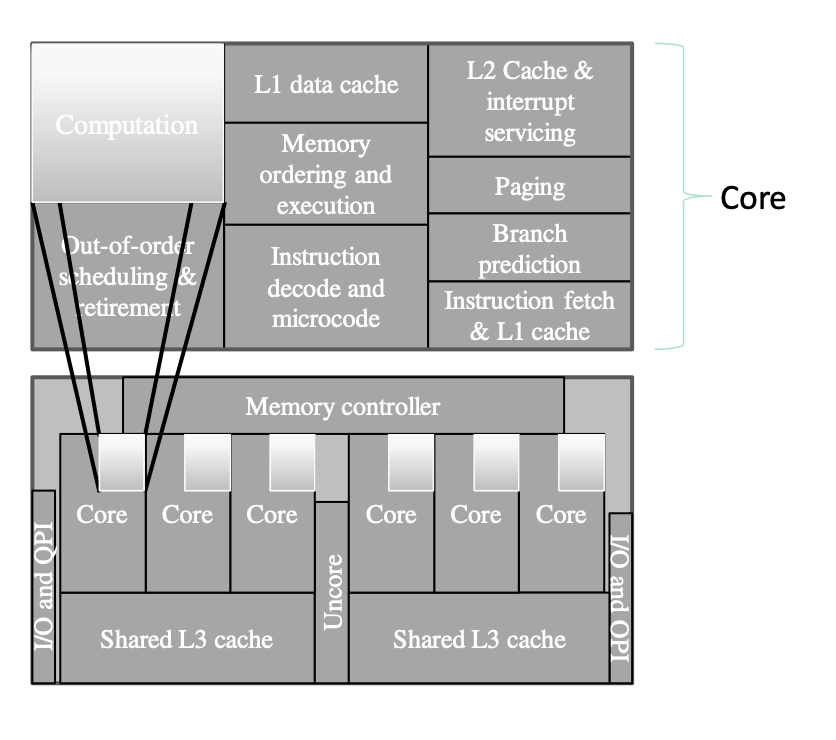 Computation
Out-of-order
scheduling &
retirement
L1 data cache
Memory
ordering and
execution
Instruction
decode and
microcode
L2 Cache &
interrupt
servicing
Paging
Branch
prediction
Instruction fetch
& L1 cache
Core
Memory controller
I/O and QPI
Core
Core
Core
Uncore
Core
Core
Core
I/O and QPI
Shared L3 cache
Shared L3 cache